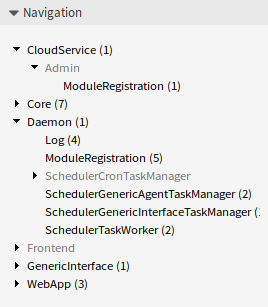 Navigation
CloudService (1)
Admin
ModuleRegistration (1)
Core (7)
Daemon (1)
Log (4)
ModuleRegistration (5)
SchedulerCronTaskManager
SchedulerGenericAgentTaskManager (2)
SchedulerGenericInterfaceTaskManager (
SchedulerTaskWorker (2)
Frontend
GenericInterface (1)
WebApp (3)